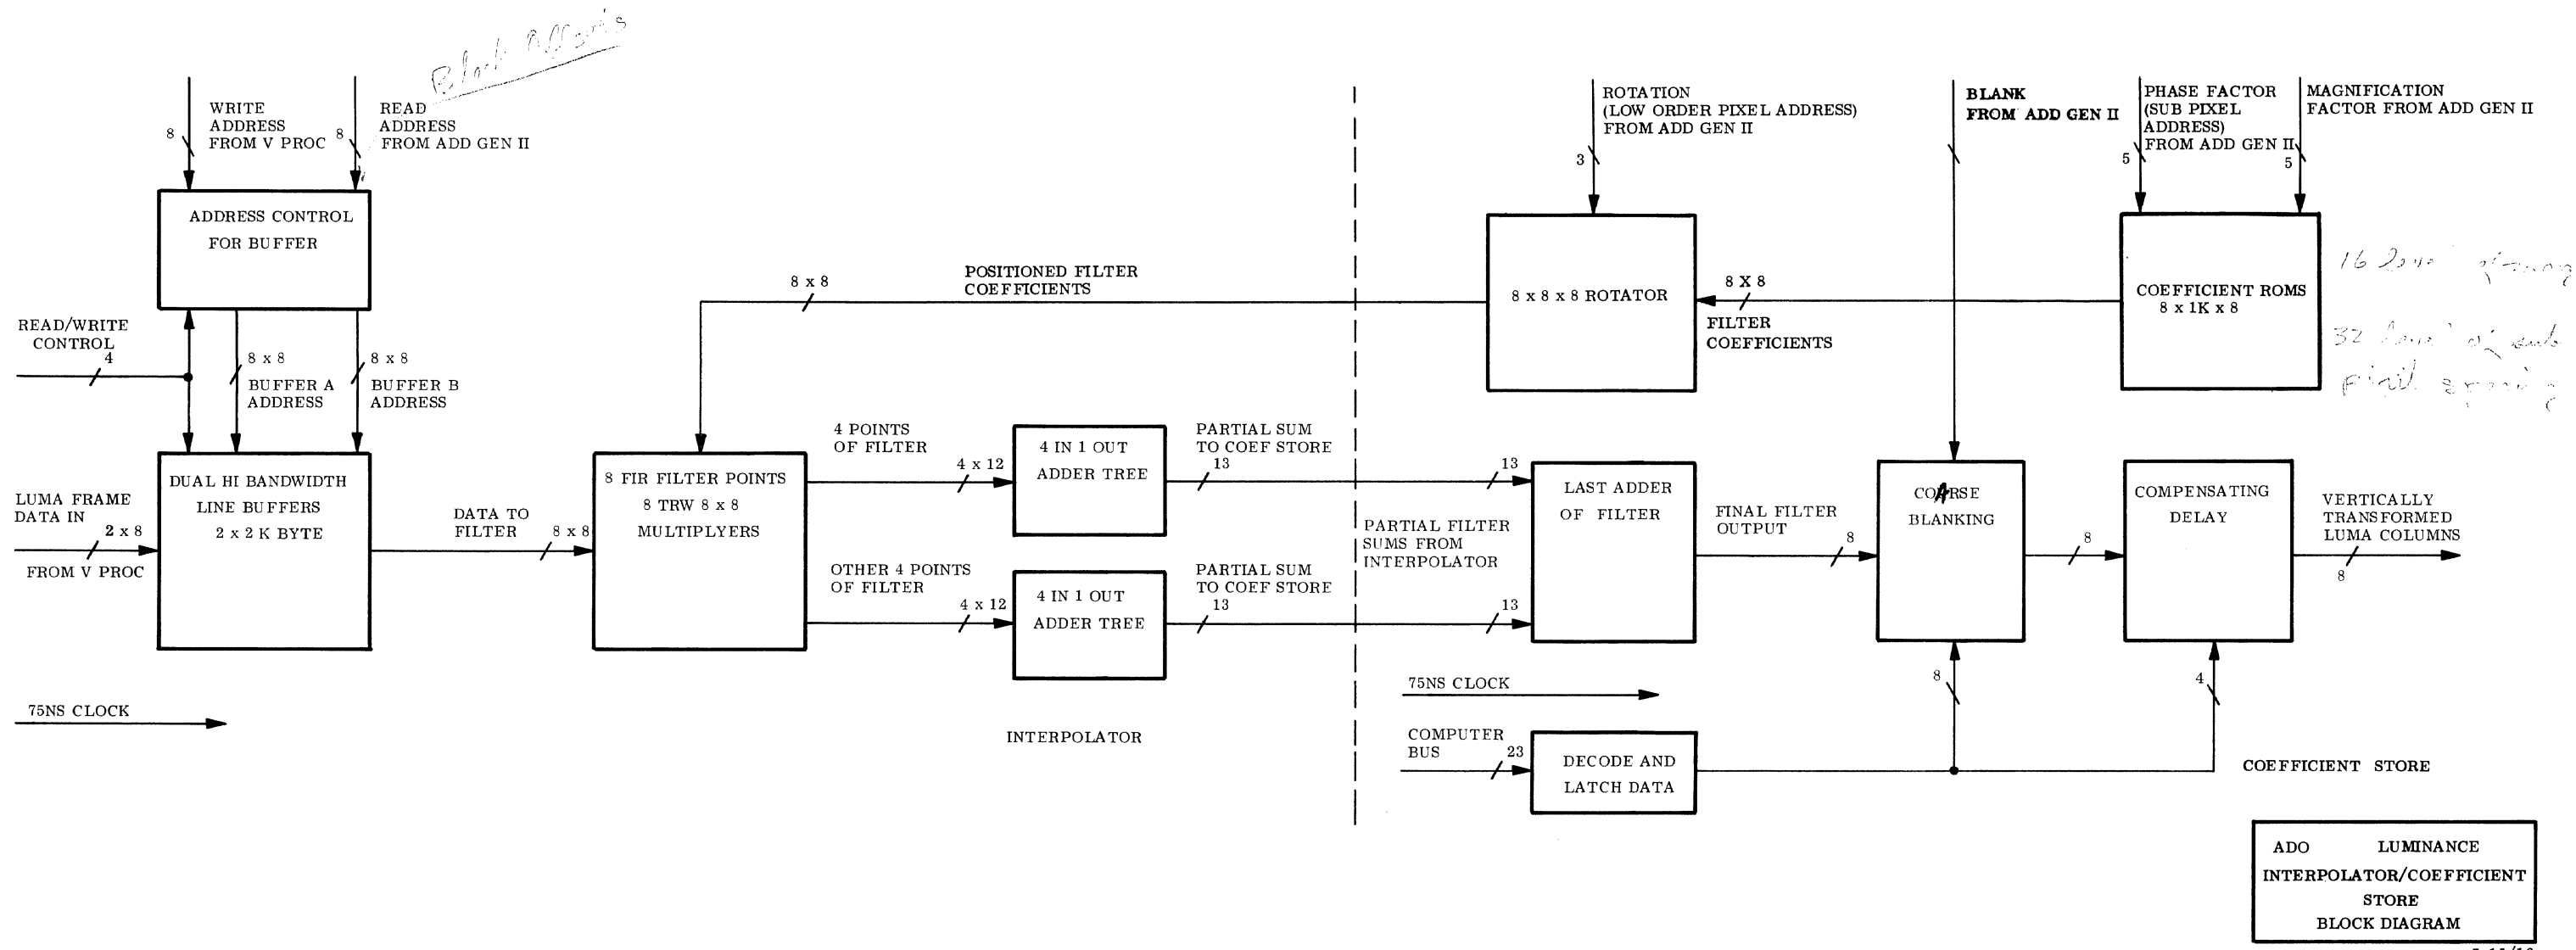 Block
WRITE
ADDRESS
FROM V PROC
8
READ
ADDRESS
FROM ADD GEN II
8
ROTATION
(LOW ORDER PIXEL ADDRESS)
FROM ADD GEN II
3
BLANK
FROM ADD GEN II
PHASE FACTOR
(SUB PIXEL
ADDRESS)
FROM ADD GEN II
5
MAGNIFICATION
FACTOR FROM ADD GEN II
5
ADDRESS CONTROL
FOR BUFFER
POSITIONED FILTER
COEFFICIENTS
8 x 8
8 x 8 x 8 ROTATOR
8 X 8
FILTER
COEFFICIENTS
COEFFICIENT ROMS
8 x 1K x 8
16
32
READ/WRITE
CONTROL
4
8 x 8
BUFFER A
ADDRESS
8 x 8
BUFFER B
ADDRESS
LUMA FRAME
DATA IN
2 x 8
FROM V PROC
DUAL HI BANDWIDTH
LINE BUFFERS
2 x 2 K BYTE
DATA TO
FILTER
8 x 8
8 FIR FILTER POINTS
8 TRW 8 x 8
MULTIPLYERS
4 POINTS
OF FILTER
4 x 12
4 IN 1 OUT
ADDER TREE
PARTIAL SUM
TO COEF STORE
13
13
OTHER 4 POINTS
OF FILTER
4 x 12
4 IN 1 OUT
ADDER TREE
PARTIAL SUM
TO COEF STORE
13
13
PARTIAL FILTER
SUMS FROM
INTERPOLATOR
LAST ADDER
OF FILTER
FINAL FILTER
OUTPUT
8
COARSE
BLANKING
8
COMPENSATING
DELAY
VERTICALLY
TRANSFORMED
LUMA COLUMNS
8
75NS CLOCK
INTERPOLATOR
75NS CLOCK
8
4
COMPUTER
BUS
23
DECODE AND
LATCH DATA
COEFFICIENT STORE
ADO LUMINANCE
INTERPOLATOR/COEFFICIENT
STORE
BLOCK DIAGRAM